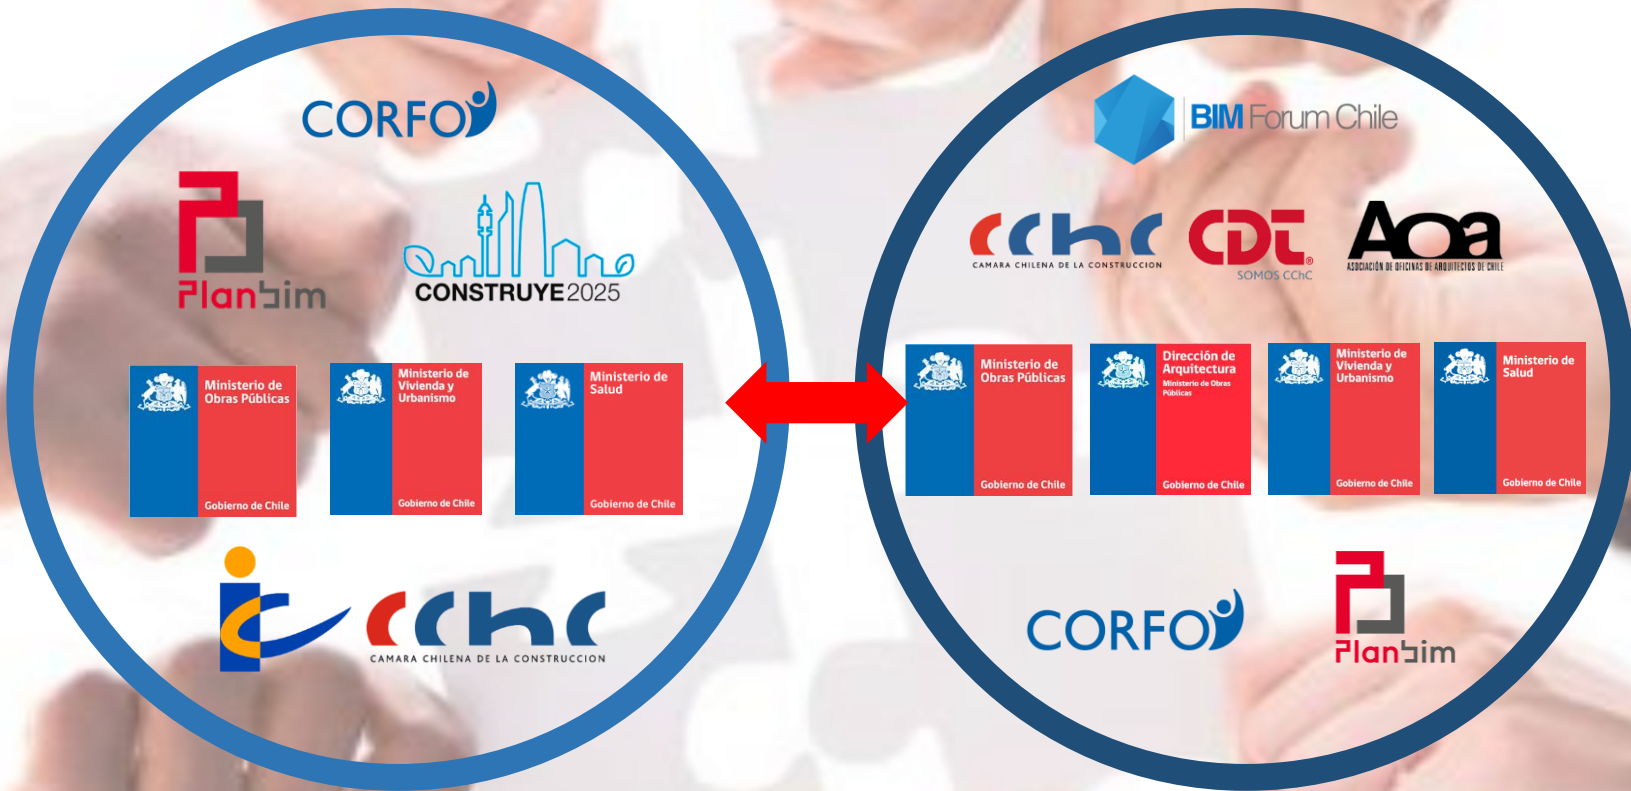 CORFO
Planbim
CONSTRUYE2025
Ministerio de
Obras Públicas
Gobierno de Chile
Ministerio de
Vivienda y
Urbanismo
Gobierno de Chile
Ministerio de
Salud
Gobierno de Chile
ic
cchc
CAMARA CHILENA DE LA CONSTRUCCION
BIM Forum Chile
cchc
CAMARA CHILENA DE LA CONSTRUCCION
CDT
SOMOS CChC
AOA
ASOCIACIÓN DE OFICINAS DE ARQUITECTOS DE CHILE
Ministerio de
Obras Públicas
Gobierno de Chile
Dirección de
Arquitectura
Ministerio de Obras
Públicas
Gobierno de Chile
Ministerio de
Vivienda y
Urbanismo
Gobierno de Chile
Ministerio de
Salud
Gobierno de Chile
CORFO
Planbim